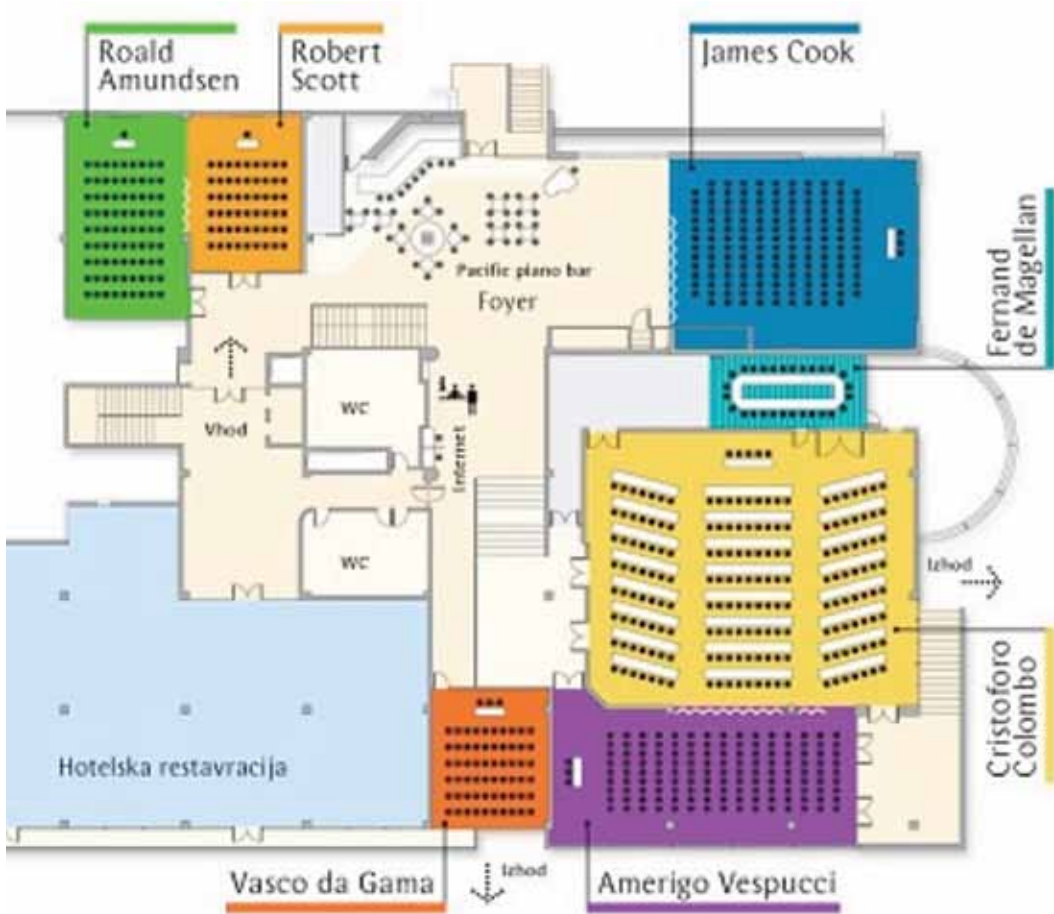 Roald
Amundsen
Robert
Scott
James Cook
Fernand
de Magellan
Pacific piano bar
Foyer
WC
Vhod
Internet
WC
Izhod
Cristoforo
Colombo
Hotelska restavracija
Vasco da Gama
Izhod
Amerigo Vespucci